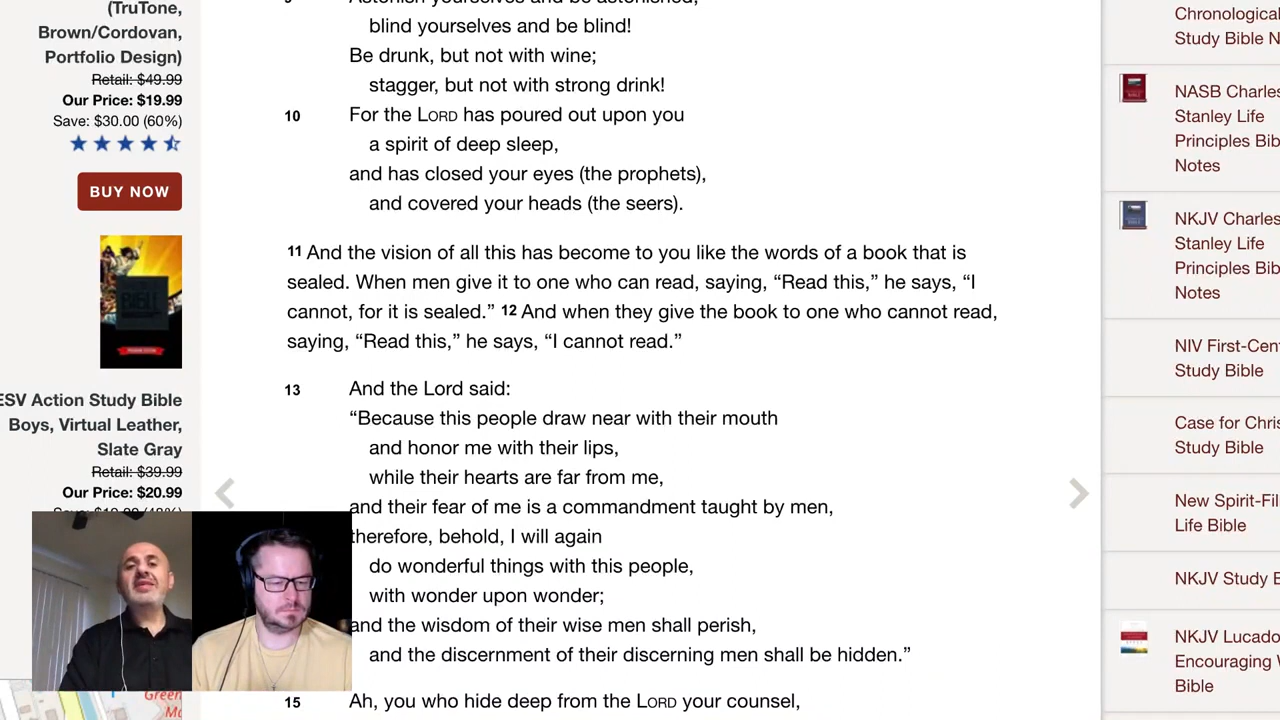 (TruTone,
Brown/Cordovan,
Portfolio Design)
Retail: $49.99
Our Price: $19.99
Save: $30.00 (60%)
BUY NOW
ESV Action Study Bible
Boys, Virtual Leather,
Slate Gray
Retail: $39.99
Our Price: $20.99
blind yourselves and be blind!
Be drunk, but not with wine;
stagger, but not with strong drink!
10 For the LORD has poured out upon you
a spirit of deep sleep,
and has closed your eyes (the prophets),
and covered your heads (the seers).
11 And the vision of all this has become to you like the words of a book that is
sealed. When men give it to one who can read, saying, “Read this,” he says, “I
cannot, for it is sealed.” 12 And when they give the book to one who cannot read,
saying, “Read this,” he says, “I cannot read.”
13 And the Lord said:
“Because this people draw near with their mouth
and honor me with their lips,
while their hearts are far from me,
and their fear of me is a commandment taught by men,
therefore, behold, I will again
do wonderful things with this people,
with wonder upon wonder;
and the wisdom of their wise men shall perish,
and the discernment of their discerning men shall be hidden.”
15 Ah, you who hide deep from the LORD your counsel,
Chronological
Study Bible N
NASB Charles
Stanley Life
Principles Bib
Notes
NKJV Charles
Stanley Life
Principles Bib
Notes
NIV First-Cen
Study Bible
Case for Chris
Study Bible
New Spirit-Fil
Life Bible
NKJV Study B
NKJV Lucado
Encouraging W
Bible